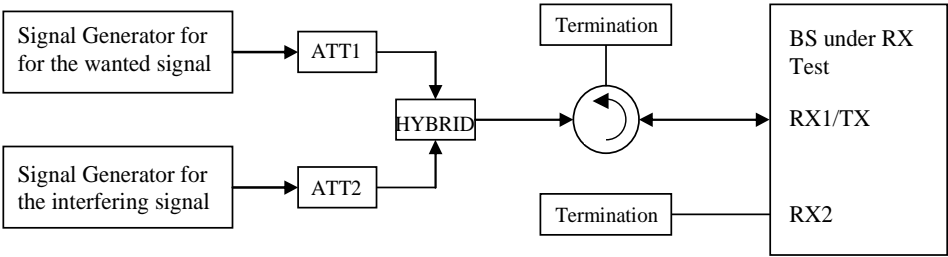 Signal Generator for
for the wanted signal
ATT1
HYBRID
Signal Generator for
the interfering signal
ATT2
Termination
Termination
BS under RX
Test
RX1/TX
RX2